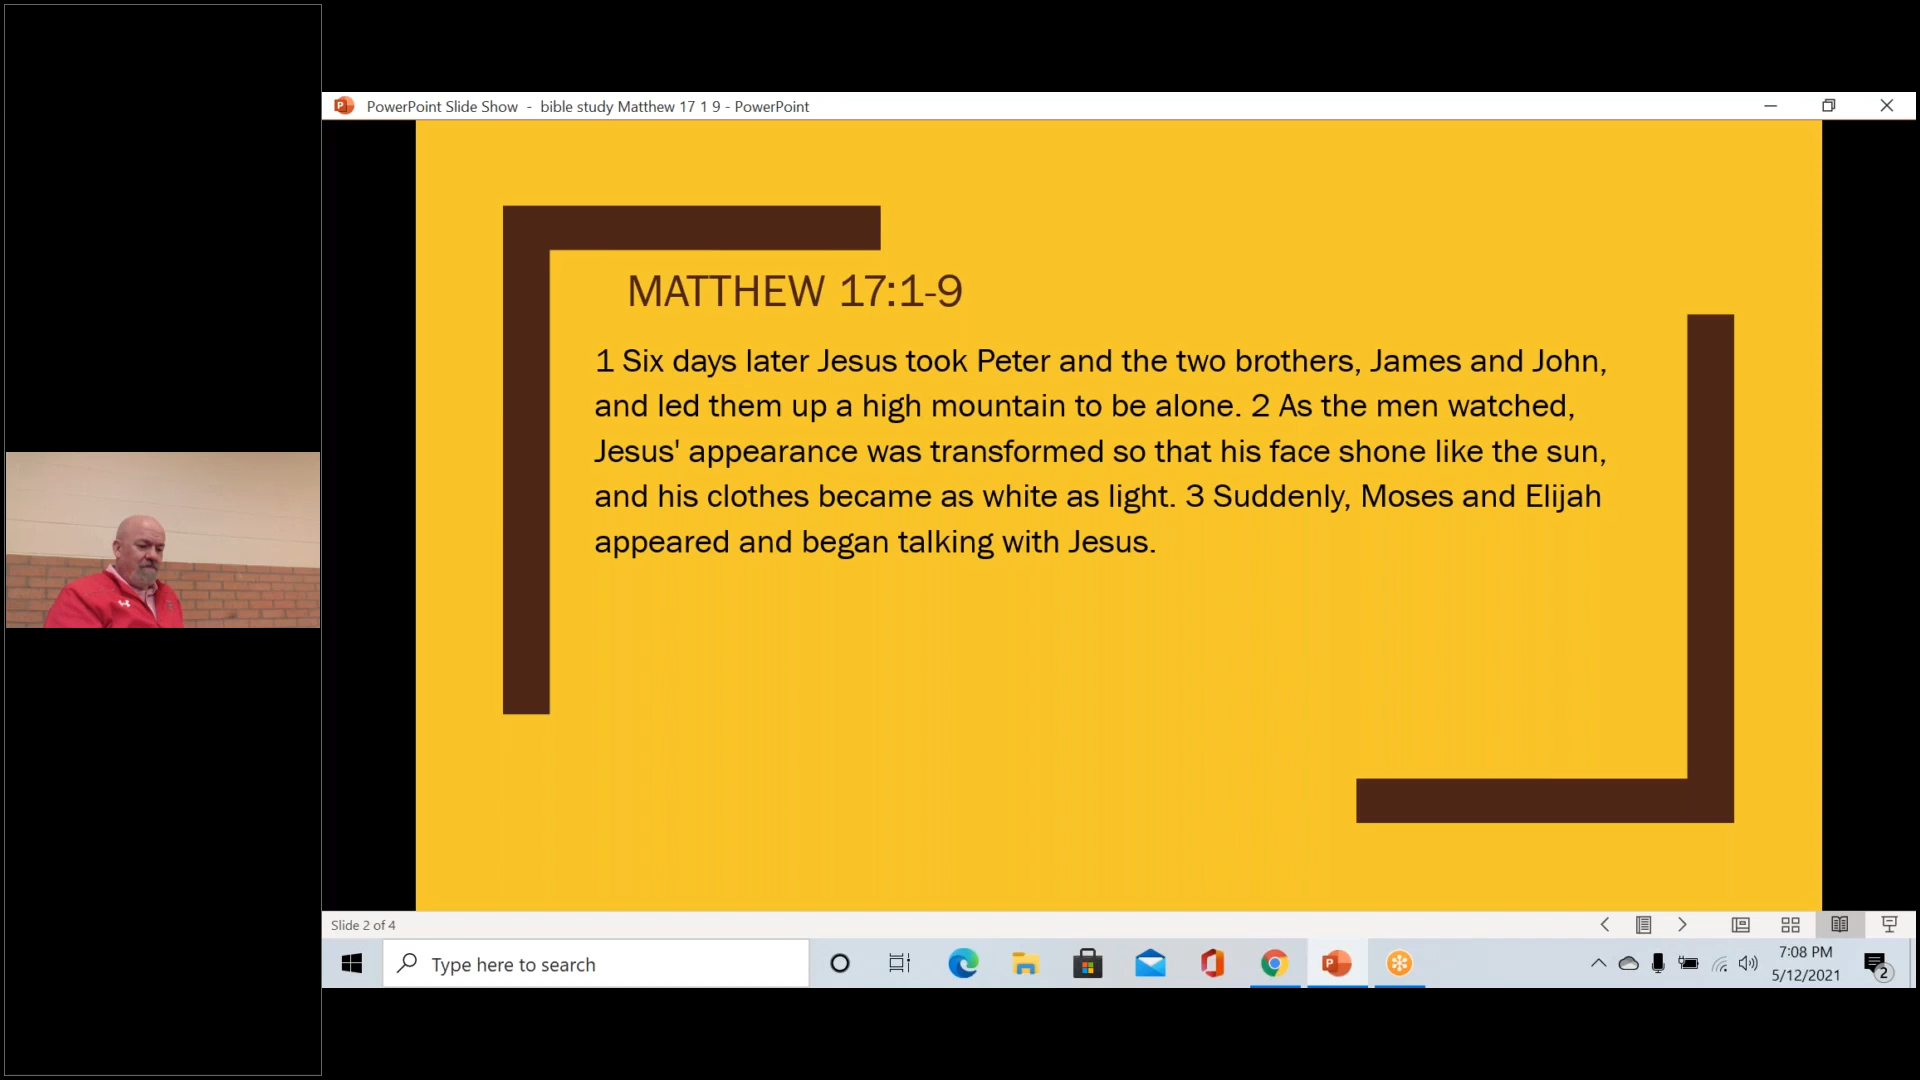 PowerPoint Slide Show - bible study Matthew 17 1 9 - PowerPoint
MATTHEW 17:1-9
1 Six days later Jesus took Peter and the two brothers, James and John,
and led them up a high mountain to be alone. 2 As the men watched,
Jesus' appearance was transformed so that his face shone like the sun,
and his clothes became as white as light. 3 Suddenly, Moses and Elijah
appeared and began talking with Jesus.
Slide 2 of 4
Type here to search
7:08 PM
5/12/2021
2